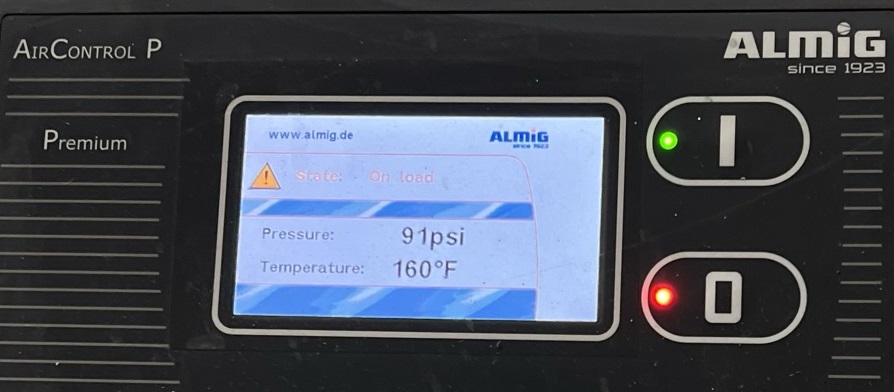 AIRCONTROL P
ALMiG
since 1923
Premium
www.almig.de
ALMiG
since 1923
State: On load
Pressure: 91psi
Temperature: 160°F
I
0